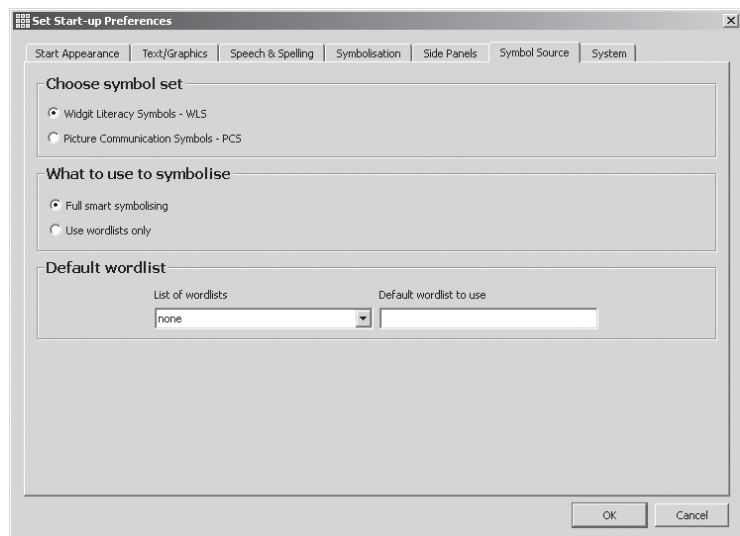 Set Start-up Preferences
Start Appearance Text/Graphics Speech & Spelling Symbolisation Side Panels Symbol Source System
Choose symbol set
Widgit Literacy Symbols - WLS
Picture Communication Symbols - PCS
What to use to symbolise
Full smart symbolising
Use wordlists only
Default wordlist
List of wordlists Default wordlist to use
none
OK Cancel